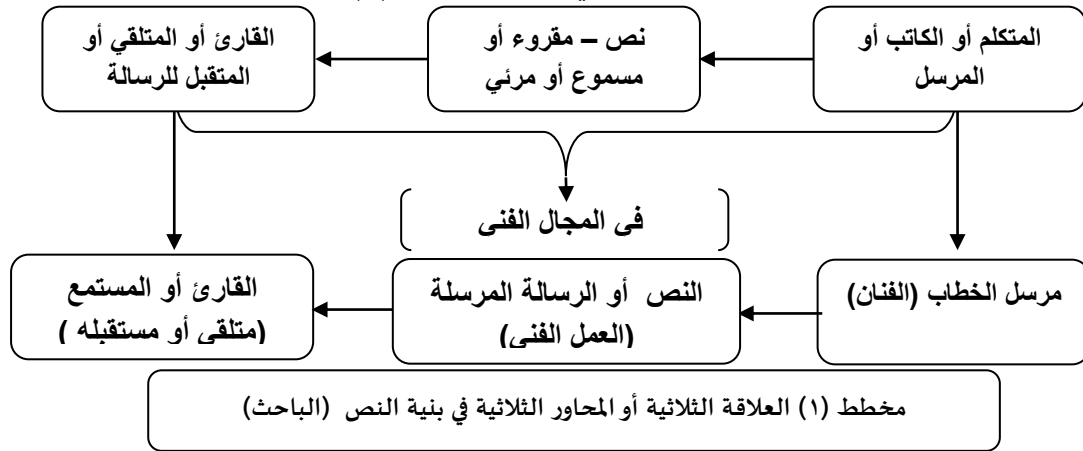 المتكلم أو الكاتب أو
المرسل
نص – مقروء أو
مسموع أو مرئي
القارئ أو المتلقي أو
المتقبل للرسالة
فى المجال الفنى
مرسل الخطاب (الفنان)
النص أو الرسالة المرسلة
(العمل الفنى)
القارئ أو المستمع
(متلقى أو مستقبله )
مخطط (١) العلاقة الثلاثية أو المحاور الثلاثية في بنية النص (الباحث)